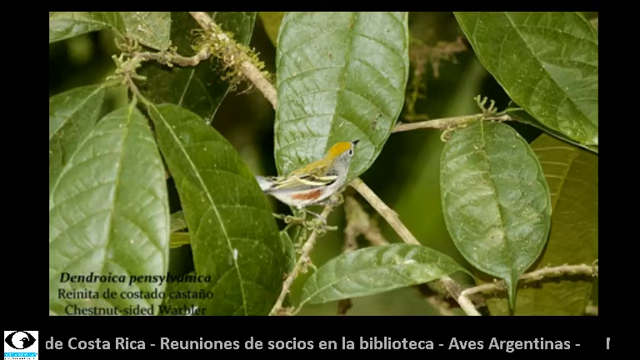 Dendroica pensylvanica
Reinita de costado castaño
Chestnut-sided Warbler
de Costa Rica - Reuniones de socios en la biblioteca - Aves Argentinas -